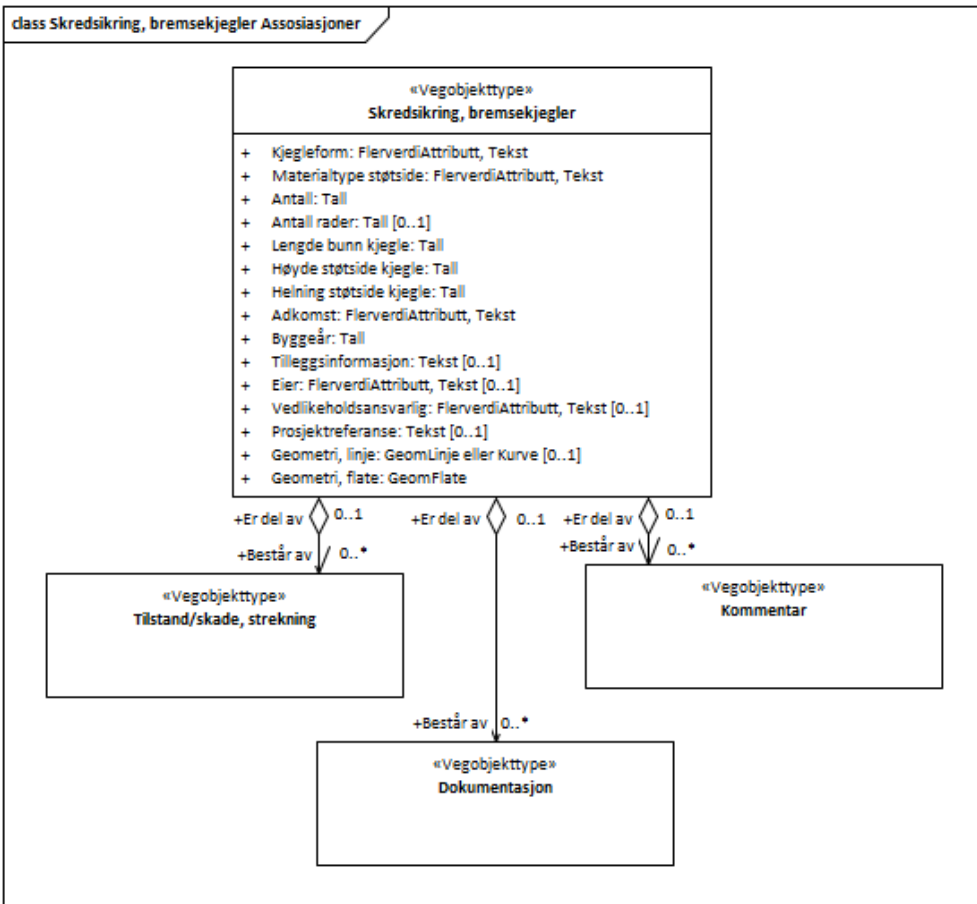 class Skredsikring, bremsekjegler Assosiasjoner
«Vegobjekttype»
Skredsikring, bremsekjegler
+ Kjegleform: FlerverdiAttributt, Tekst
+ Materialtype støtside: FlerverdiAttributt, Tekst
+ Antall: Tall
+ Antall rader: Tall [0..1]
+ Lengde bunn kjegle: Tall
+ Høyde støtside kjegle: Tall
+ Helning støtside kjegle: Tall
+ Adkomst: FlerverdiAttributt, Tekst
+ Byggeår: Tall
+ Tilleggsinformasjon: Tekst [0..1]
+ Eier: FlerverdiAttributt, Tekst [0..1]
+ Vedlikeholdsansvarlig: FlerverdiAttributt, Tekst [0..1]
+ Prosjektreferanse: Tekst [0..1]
+ Geometri, linje: GeomLinje eller Kurve [0..1]
+ Geometri, flate: GeomFlate
+Er del av 0..1 +Er del av 0..1 +Er del av 0..1
+Består av 0..* +Består av 0..*
«Vegobjekttype»
Tilstand/skade, strekning
«Vegobjekttype»
Kommentar
+Består av 0..*
«Vegobjekttype»
Dokumentasjon